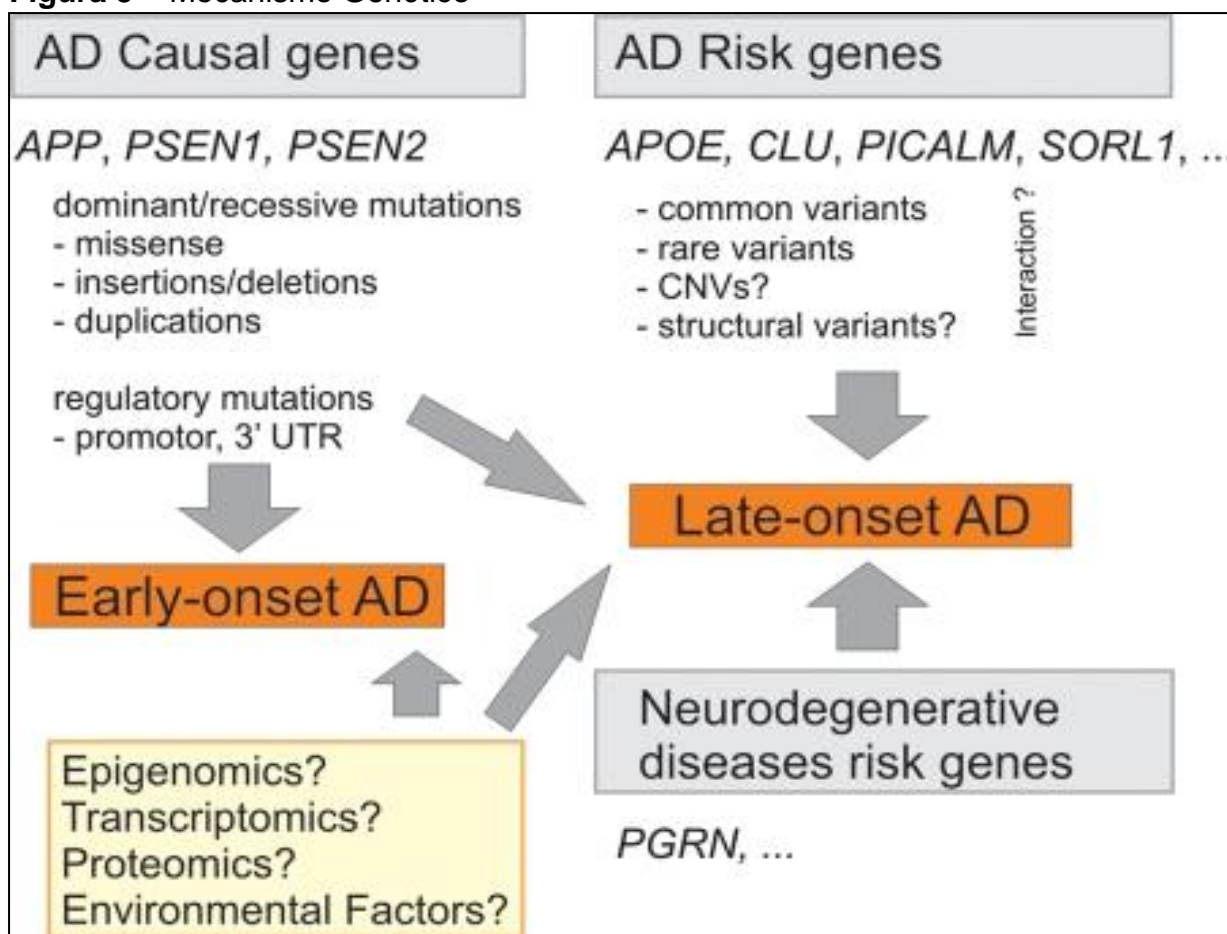 AD Causal genes
APP, PSEN1, PSEN2
dominant/recessive mutations
- missense
- insertions/deletions
- duplications
regulatory mutations
- promotor, 3' UTR
Early-onset AD
Epigenomics?
Transcriptomics?
Proteomics?
Environmental Factors?
AD Risk genes
APOE, CLU, PICALM, SORL1, ...
- common variants
- rare variants
- CNVs?
- structural variants?
Interaction ?
Late-onset AD
Neurodegenerative
diseases risk genes
PGRN, ...